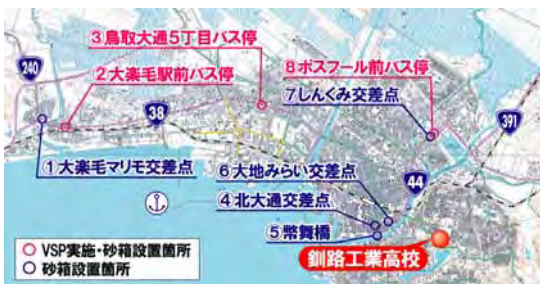 ③鳥取大通5丁目バス停
240
②大楽毛駅前バス停
⑧ポスフール前バス停
⑦しんくみ交差点
38
391
①大楽毛マリモ交差点
⑥大地みらい交差点
44
④北大通交差点
⑤幣舞橋
釧路工業高校
VSP実施・砂箱設置箇所
砂箱設置箇所